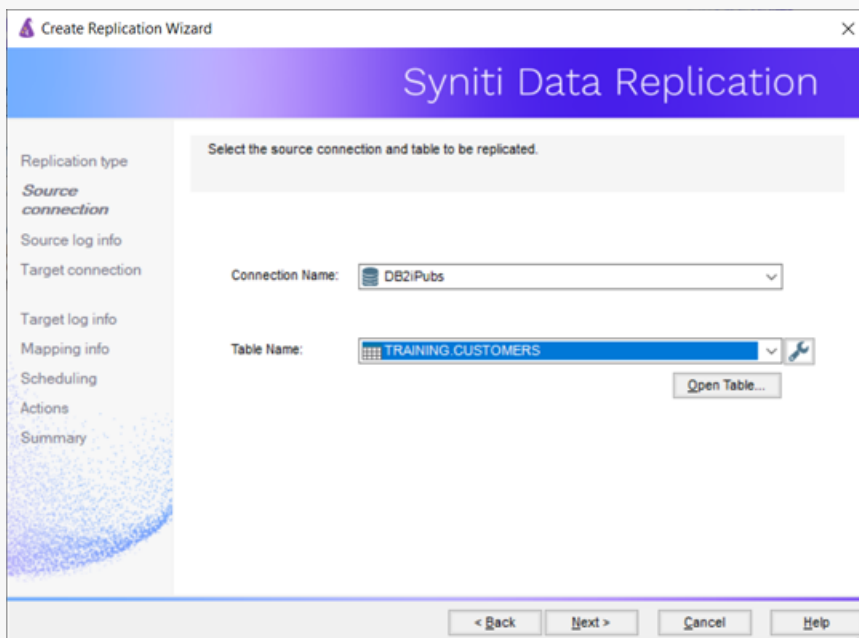 Create Replication Wizard
Syniti Data Replication
Replication type
Source
connection
Source log info
Target connection
Target log info
Mapping info
Scheduling
Actions
Summary
Select the source connection and table to be replicated.
Connection Name: DB2iPubs
Table Name: TRAINING.CUSTOMERS
Open Table...
< Back Next > Cancel Help